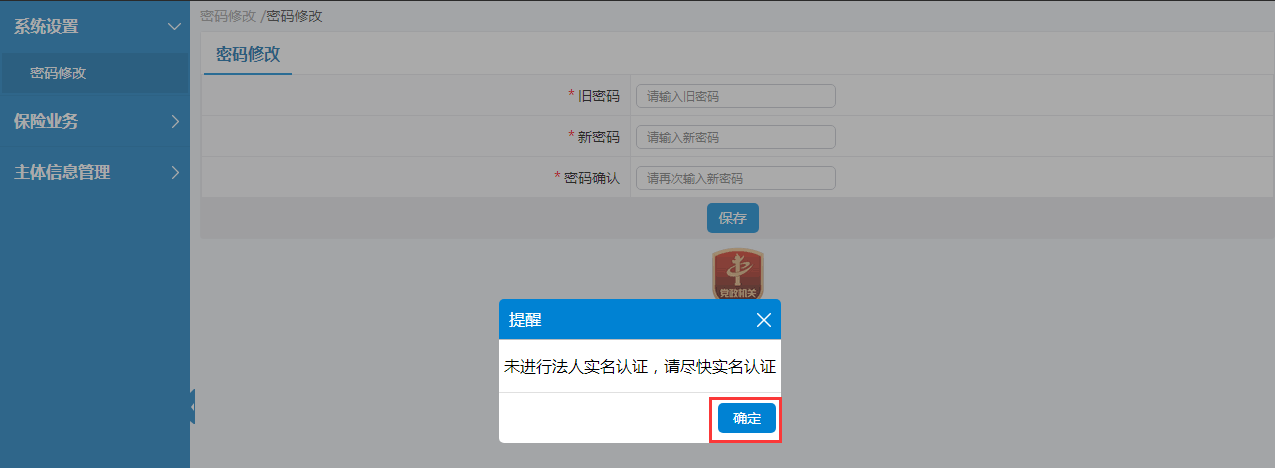 系统设置
密码修改
保险业务
主体信息管理
密码修改 /密码修改
密码修改
* 旧密码 请输入旧密码
* 新密码 请输入新密码
* 密码确认 请再次输入新密码
保存
党政机关
提醒
未进行法人实名认证，请尽快实名认证
确定